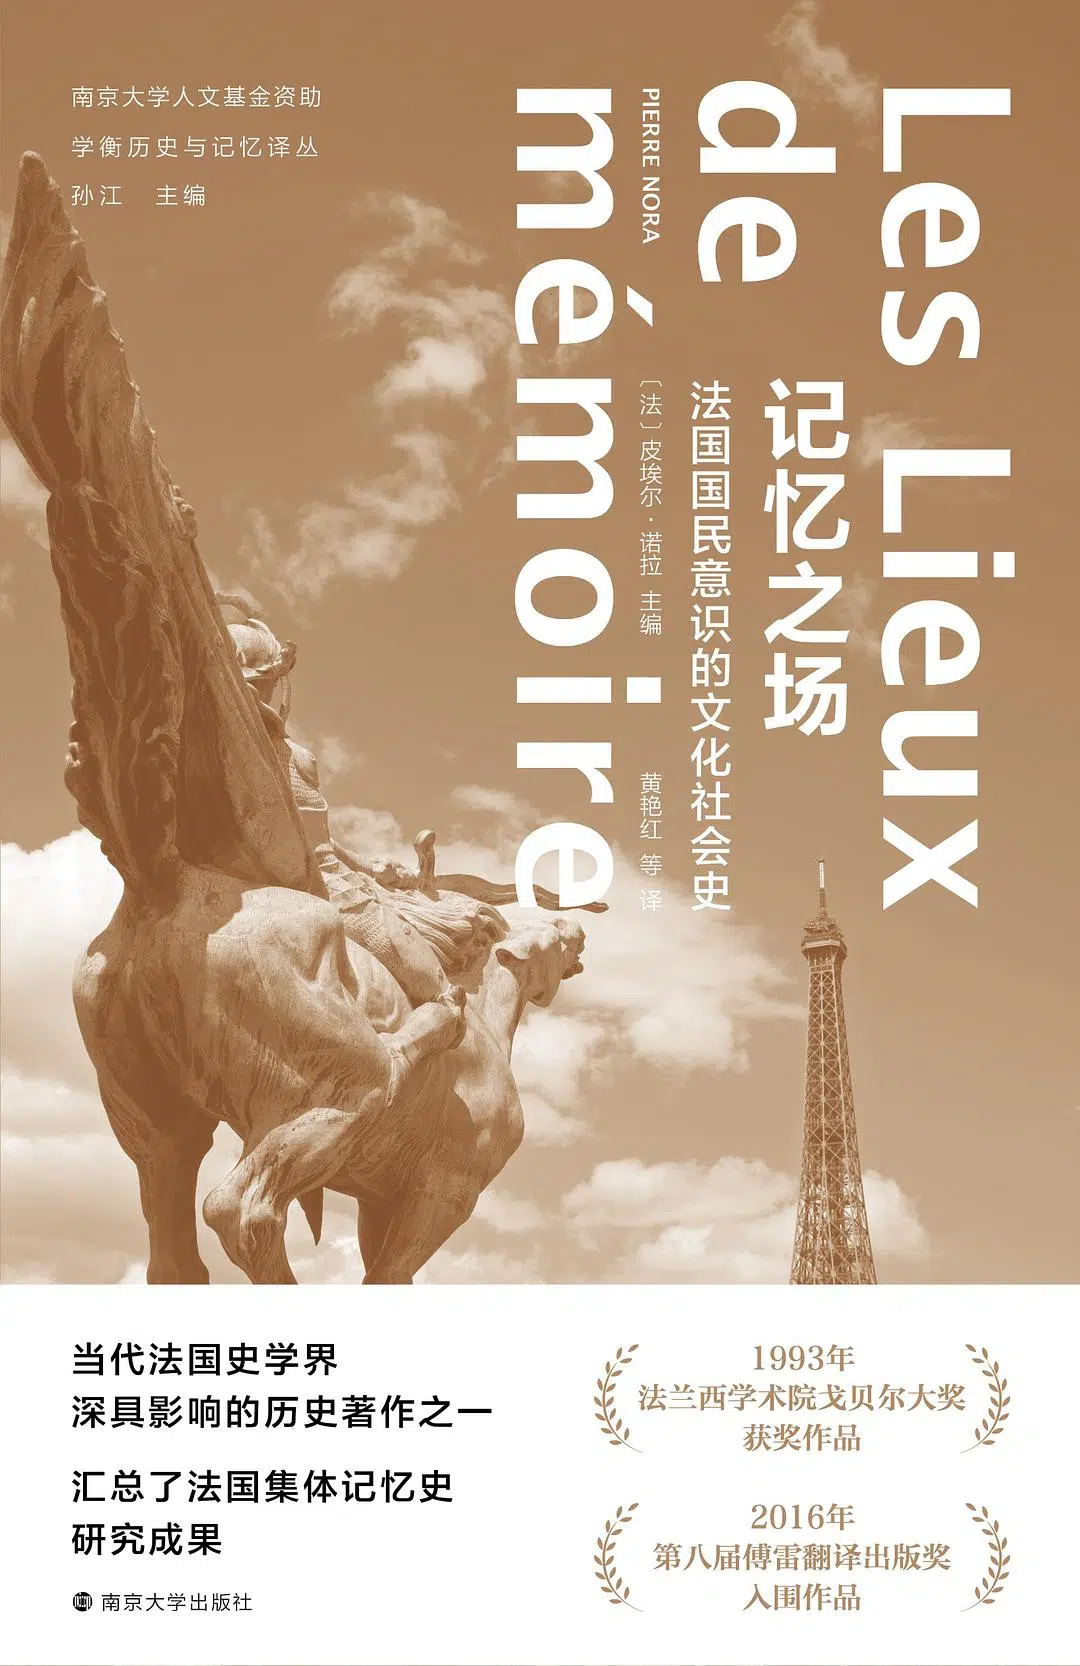 南京大学人文基金资助
学衡历史与记忆译丛
孙江 主编
Les Lieux
de
mémoire
PIERRE NORA
记忆之场
法国国民意识的文化社会史
〔法〕皮埃尔·诺拉 主编
黄艳红 等 译
当代法国史学界
深具影响的历史著作之一
汇总了法国集体记忆史
研究成果
南京大学出版社
1993年
法兰西学术院戈贝尔大奖
获奖作品
2016年
第八届傅雷翻译出版奖
入围作品